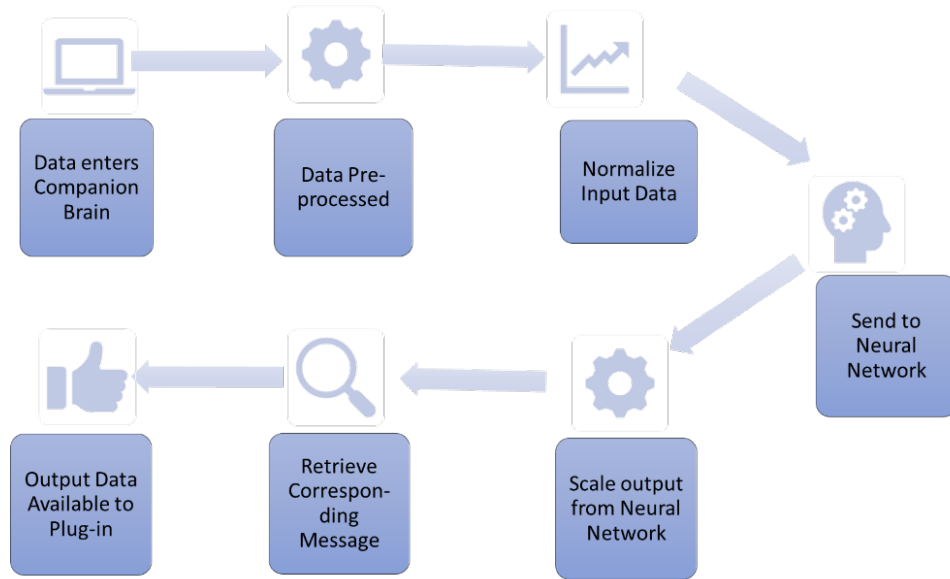 Data enters
Companion
Brain
Data Pre-
processed
Normalize
Input Data
Send to
Neural
Network
Scale output
from Neural
Network
Retrieve
Correspon-
ding
Message
Output Data
Available to
Plug-in